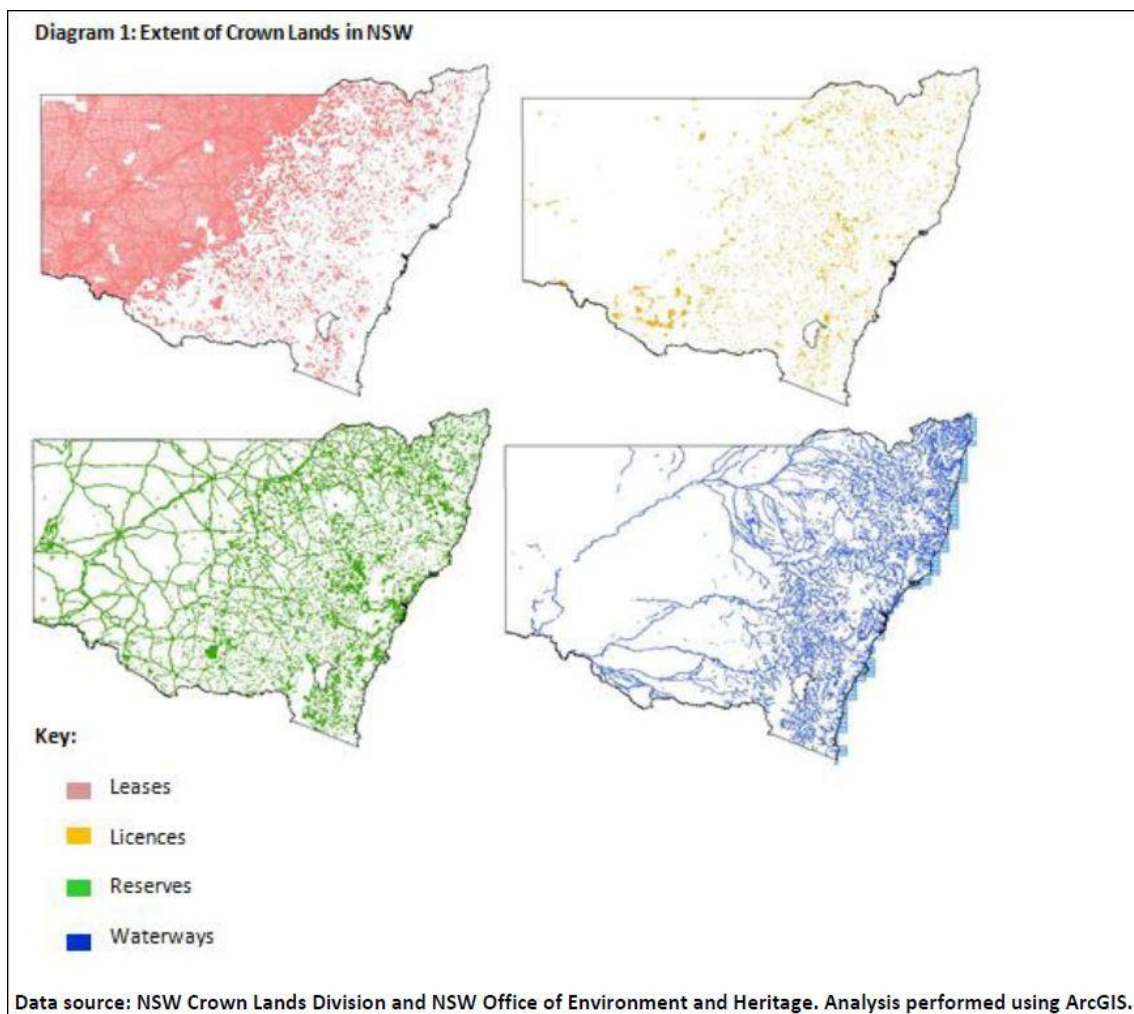 Diagram 1: Extent of Crown Lands in NSW
Key:
Leases
Licences
Reserves
Waterways
Data source: NSW Crown Lands Division and NSW Office of Environment and Heritage. Analysis performed using ArcGIS.